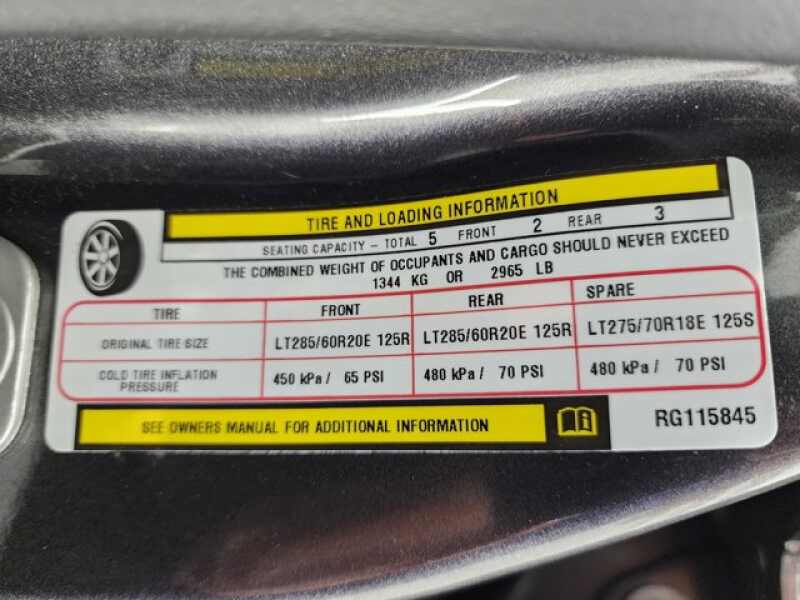 TIRE AND LOADING INFORMATION
SEATING CAPACITY – TOTAL 5 FRONT 2 REAR 3
THE COMBINED WEIGHT OF OCCUPANTS AND CARGO SHOULD NEVER EXCEED
1344 KG OR 2965 LB
TIRE FRONT REAR SPARE
ORIGINAL TIRE SIZE LT285/60R20E 125R LT285/60R20E 125R LT275/70R18E 125S
COLD TIRE INFLATION PRESSURE 450 kPa / 65 PSI 480 kPa / 70 PSI 480 kPa / 70 PSI
SEE OWNERS MANUAL FOR ADDITIONAL INFORMATION RG115845